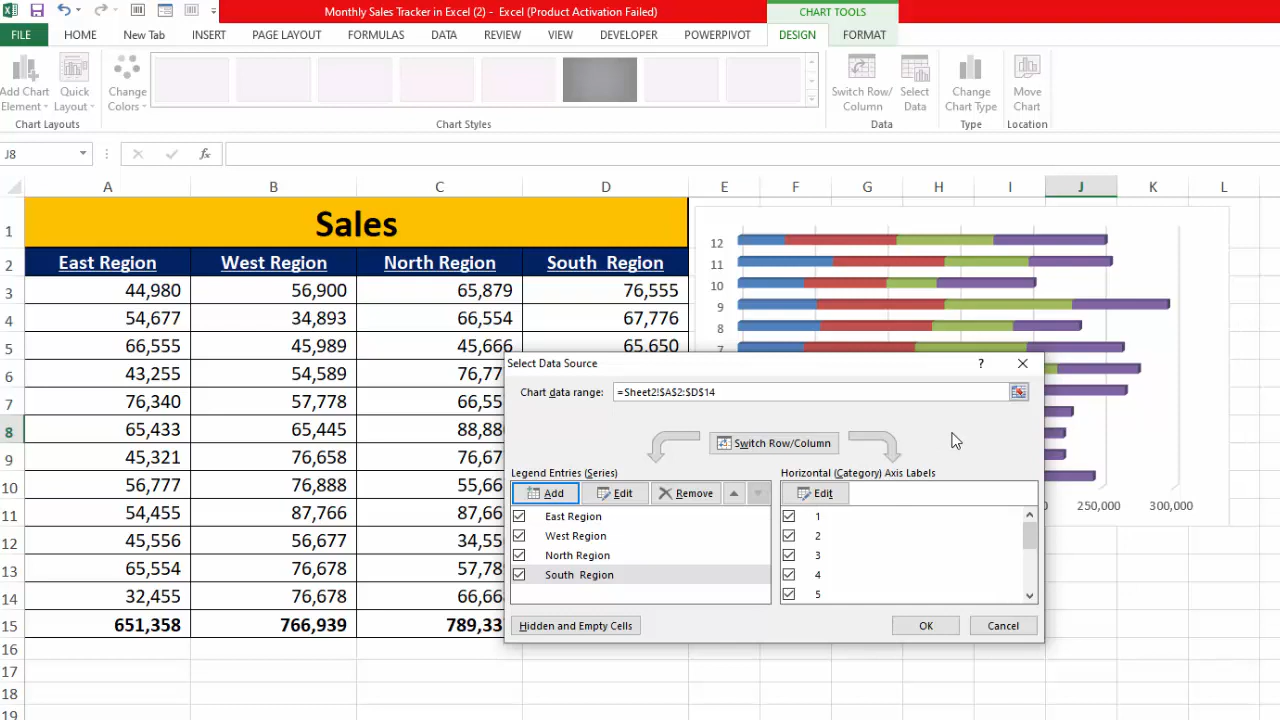 Monthly Sales Tracker in Excel (2) - Excel (Product Activation Failed)
CHART TOOLS
FILE HOME New Tab INSERT PAGE LAYOUT FORMULAS DATA REVIEW VIEW DEVELOPER POWERPIVOT DESIGN FORMAT
Add Chart Element Quick Layout Change Colors Switch Row/ Column Select Data Change Chart Type Move Chart
Chart Layouts Chart Styles Data Type Location
J8 fx
A B C D E F G H I J K L
1 Sales
2 East Region West Region North Region South Region
3 44,980 56,900 65,879 76,555
4 54,677 34,893 66,554 67,776
5 66,555 45,989 45,666 65,650
6 43,255 54,589
7 76,340 57,778
8 65,433 65,445
9 45,321 76,658
10 56,777 76,888
11 54,455 87,766
12 45,556 56,677
13 65,554 76,678
14 32,455 76,678
15 651,358 766,939
16
17
18
19
12
11
10
9
8
7
250,000 300,000
Select Data Source ?
Chart data range: =Sheet2!$A$2:$D$14
Switch Row/Column
Legend Entries (Series) Horizontal (Category) Axis Labels
Add Edit Remove Edit
East Region 1
West Region 2
North Region 3
South Region 4
5
Hidden and Empty Cells OK Cancel